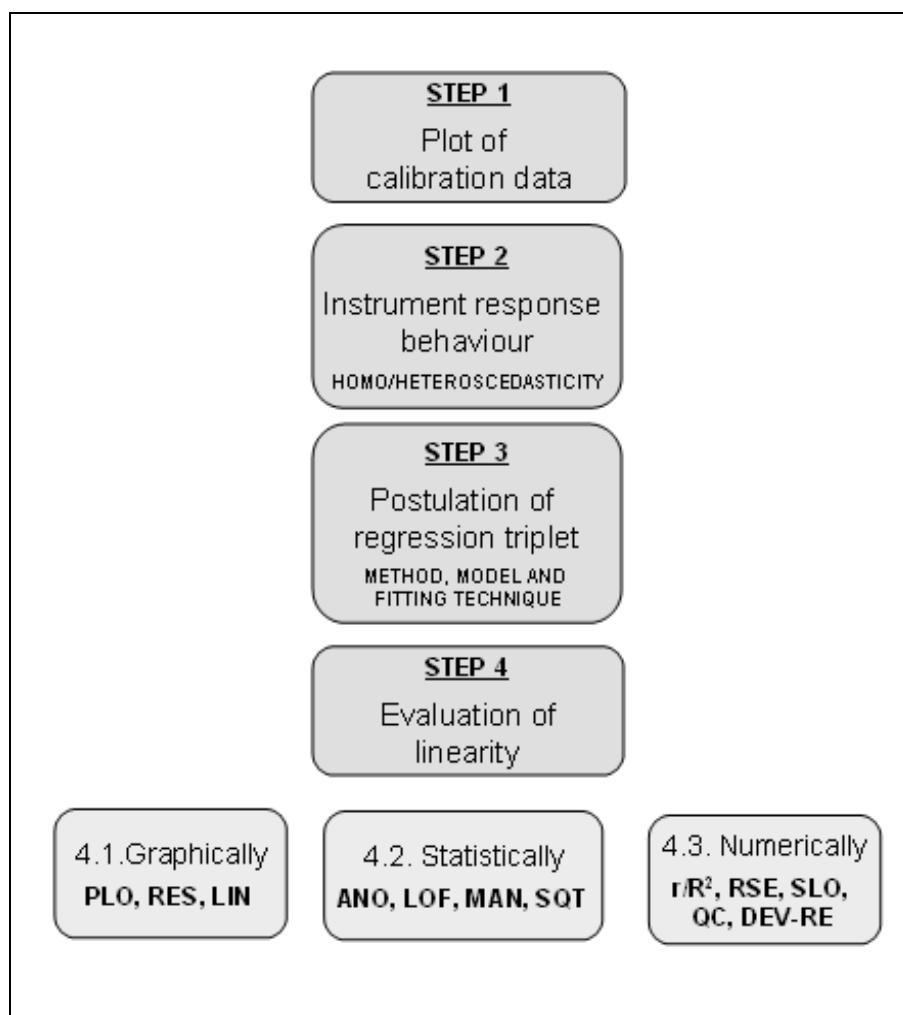 STEP 1
Plot of
calibration data
STEP 2
Instrument response
behaviour
HOMO/HETEROSCEDASTICITY
STEP 3
Postulation of
regression triplet
METHOD, MODEL AND
FITTING TECHNIQUE
STEP 4
Evaluation of
linearity
4.1.Graphically
PLO, RES, LIN
4.2. Statistically
ANO, LOF, MAN, SQT
4.3. Numerically
r/R², RSE, SLO,
QC, DEV-RE